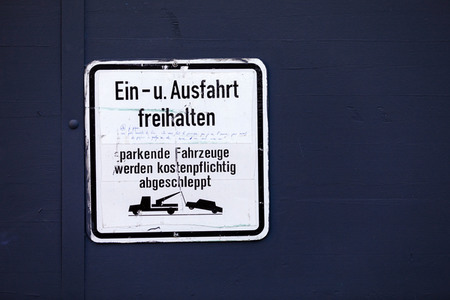 Ein- u. Ausfahrt
freihalten
parkende Fahrzeuge
werden kostenpflichtig
abgeschleppt